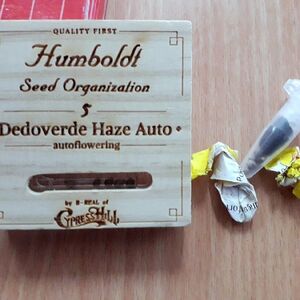 QUALITY FIRST
Humboldt
Seed Organization
5
Dedoverde Haze Auto
autoflowering
by B-REAL of
CYPRESS HILL